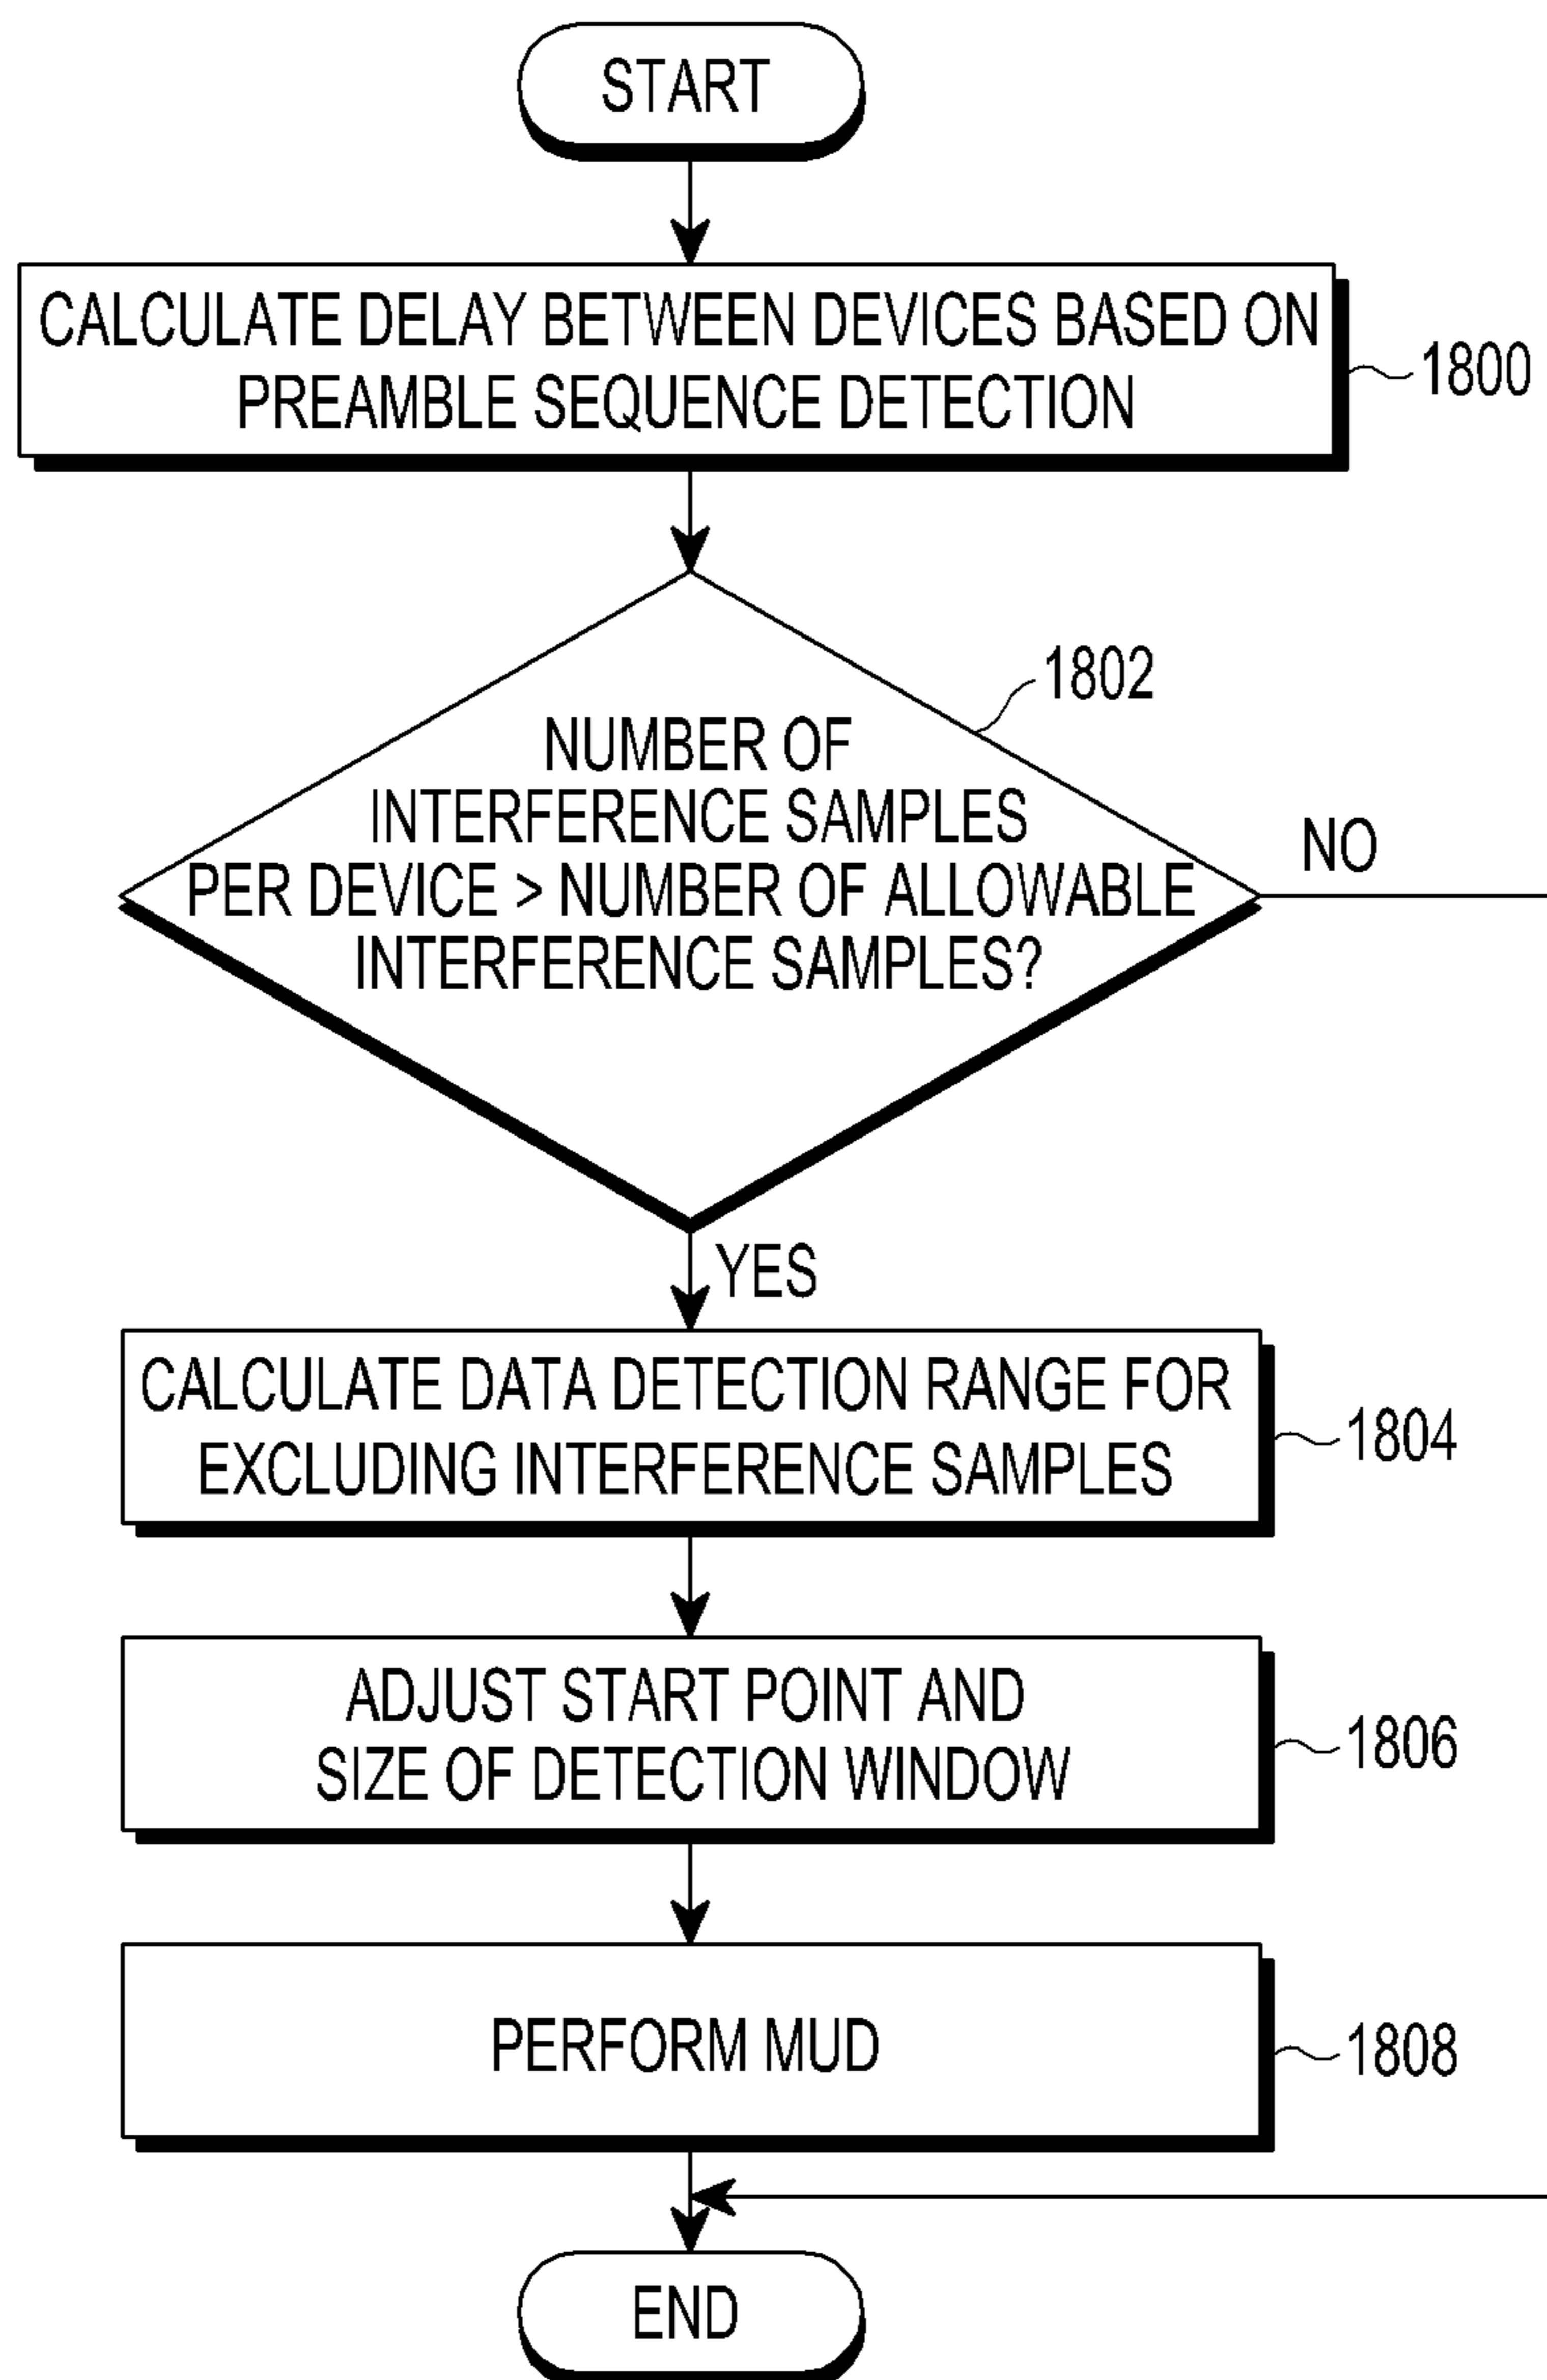 START
CALCULATE DELAY BETWEEN DEVICES BASED ON
PREAMBLE SEQUENCE DETECTION
1800
1802
NUMBER OF
INTERFERENCE SAMPLES
PER DEVICE > NUMBER OF ALLOWABLE
INTERFERENCE SAMPLES?
NO
YES
CALCULATE DATA DETECTION RANGE FOR
EXCLUDING INTERFERENCE SAMPLES
1804
ADJUST START POINT AND
SIZE OF DETECTION WINDOW
1806
PERFORM MUD
1808
END